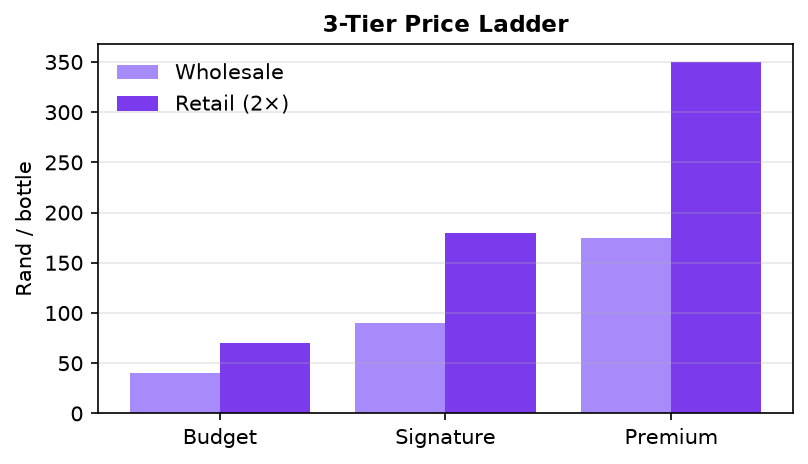 3-Tier Price Ladder
Wholesale
Retail (2×)
Rand / bottle
350
300
250
200
150
100
50
0
Budget
Signature
Premium